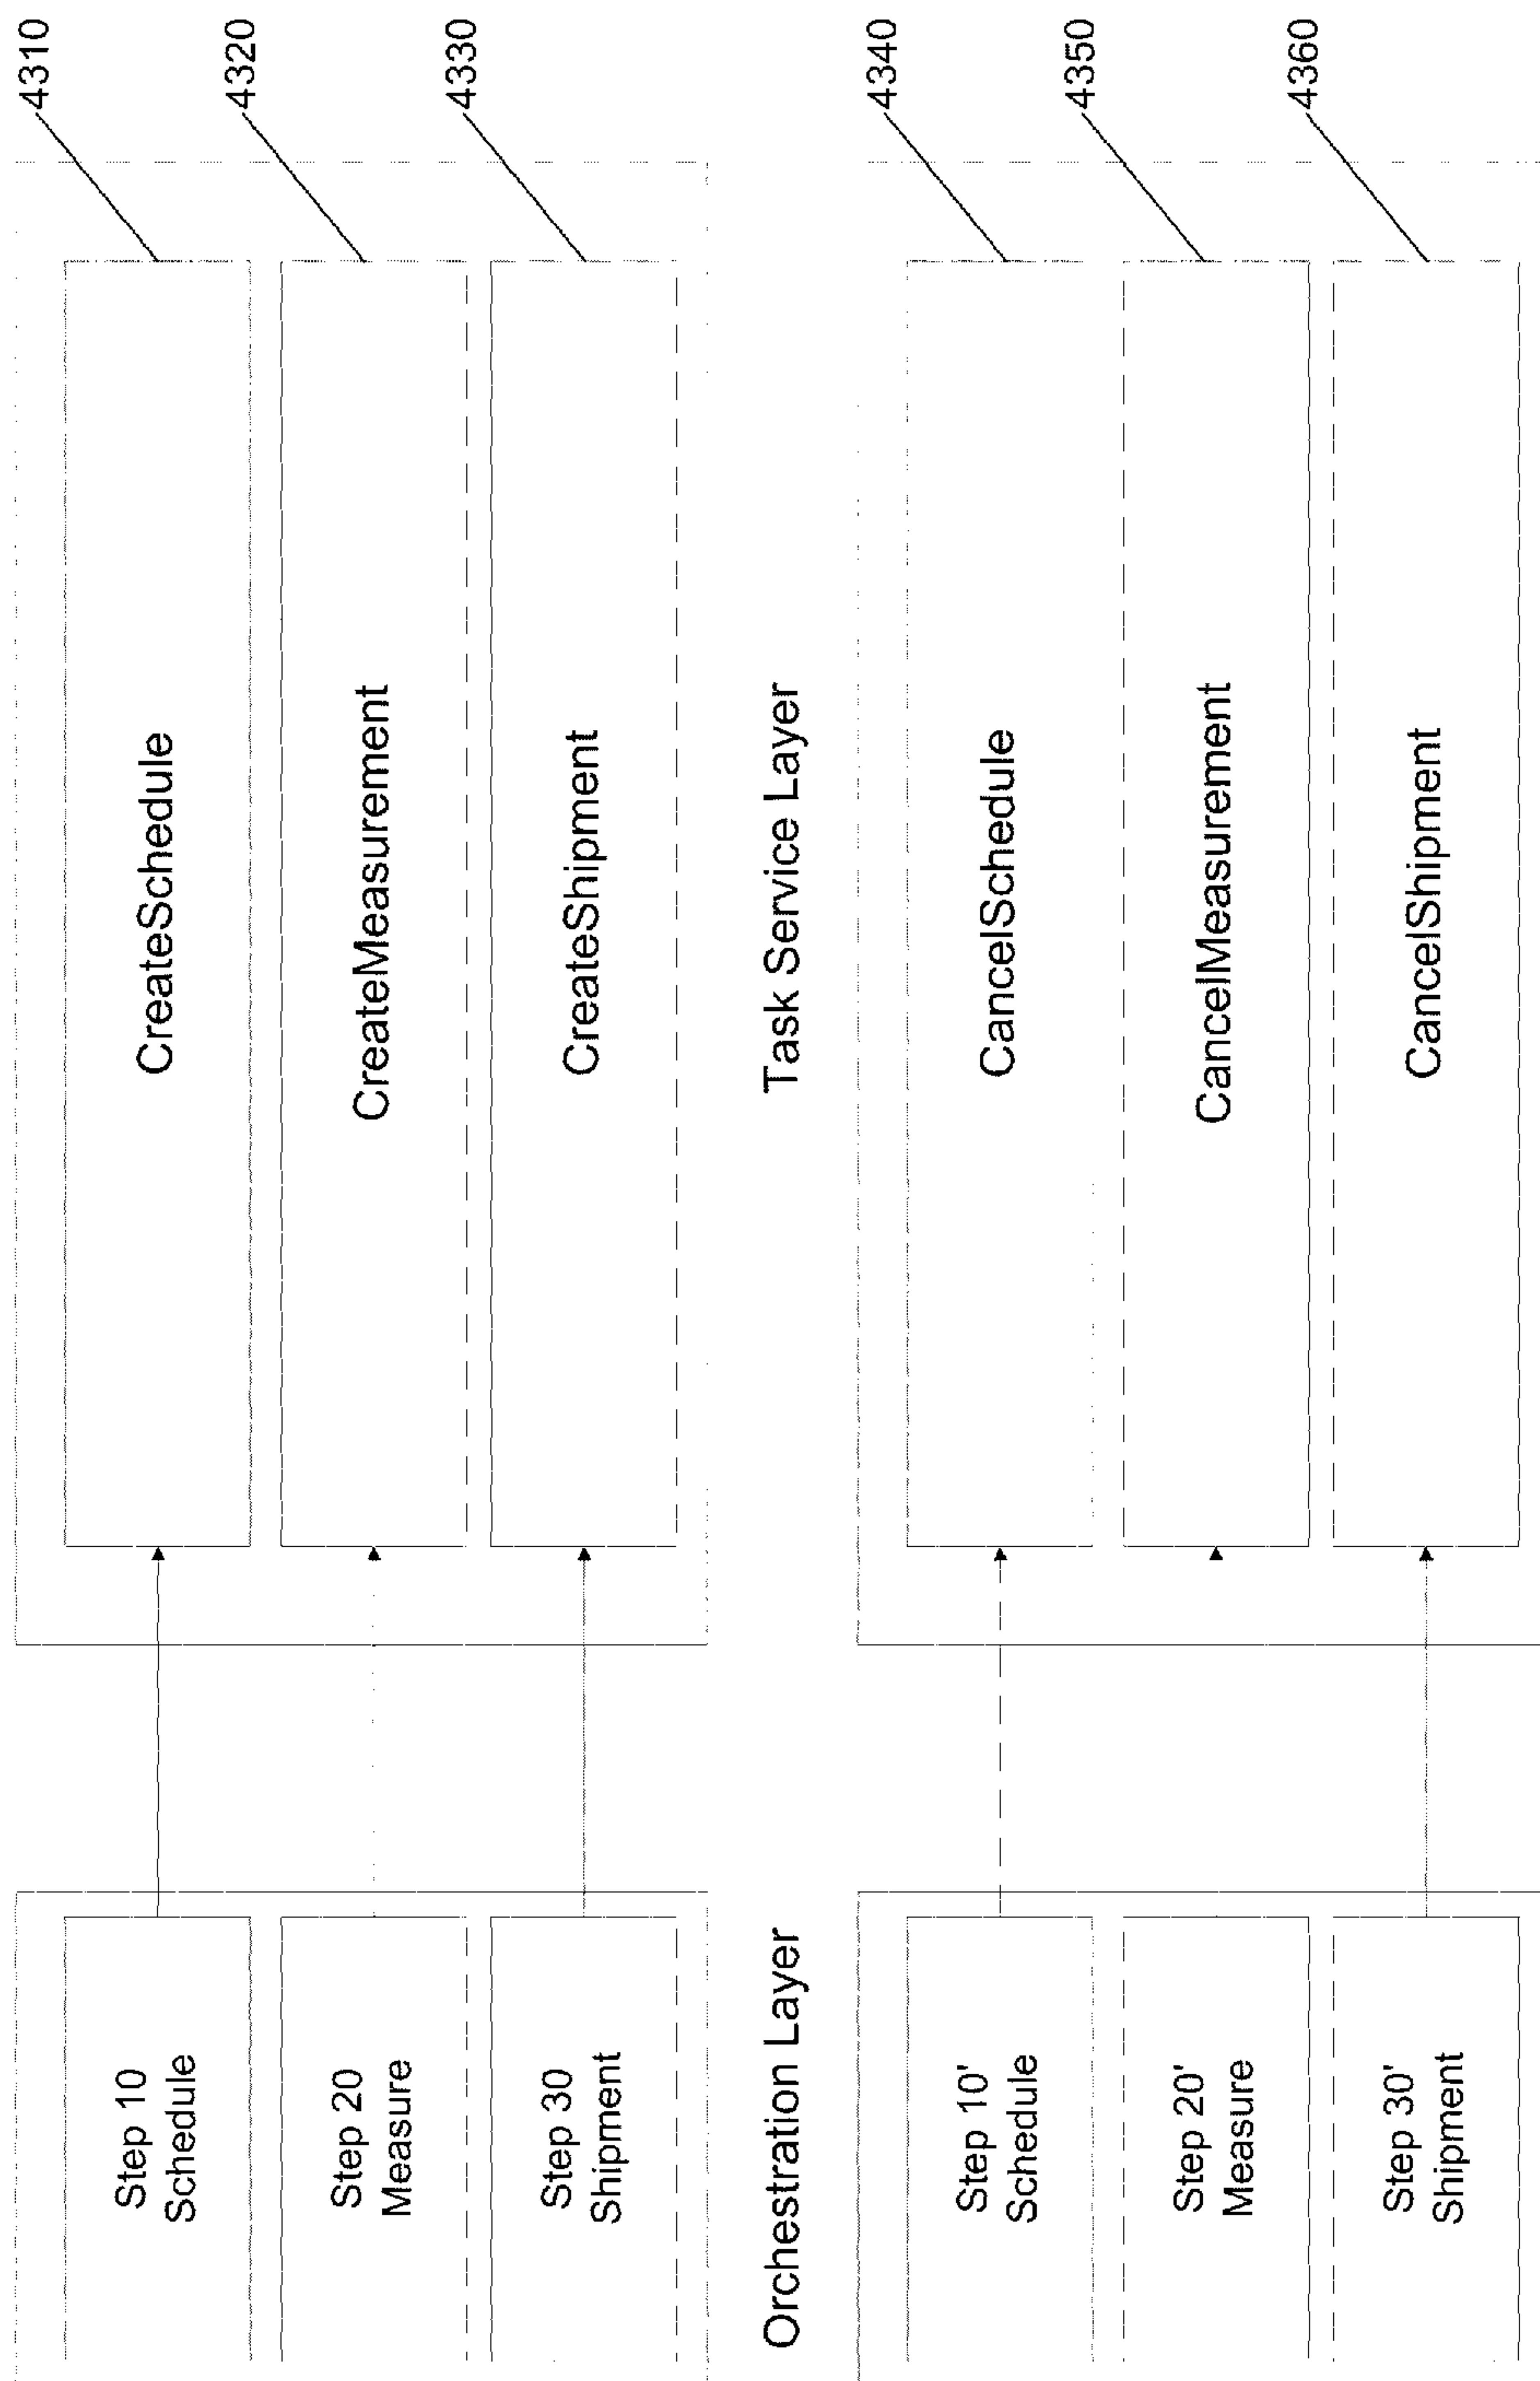 Step 10
Schedule
CreateSchedule
4310
Step 20
Measure
CreateMeasurement
4320
Step 30
Shipment
CreateShipment
4330
Orchestration Layer
Task Service Layer
Step 10'
Schedule
CancelSchedule
4340
Step 20'
Measure
CancelMeasurement
4350
Step 30'
Shipment
CancelShipment
4360